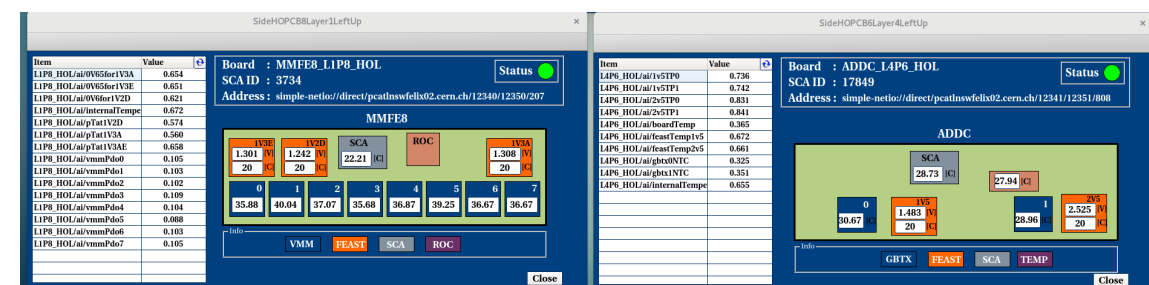 SideHOPCB8Layer1LeftUp ×
Item Value
L1P8_HOL/ai/0V65for1V3A 0.654
L1P8_HOL/ai/0V65for1V3E 0.651
L1P8_HOL/ai/0V6for1V2D 0.621
L1P8_HOL/ai/internalTempe 0.672
L1P8_HOL/ai/pTat1V2D 0.574
L1P8_HOL/ai/pTat1V3A 0.560
L1P8_HOL/ai/pTat1V3AE 0.658
L1P8_HOL/ai/vmmPdo0 0.105
L1P8_HOL/ai/vmmPdo1 0.103
L1P8_HOL/ai/vmmPdo2 0.102
L1P8_HOL/ai/vmmPdo3 0.109
L1P8_HOL/ai/vmmPdo4 0.104
L1P8_HOL/ai/vmmPdo5 0.088
L1P8_HOL/ai/vmmPdo6 0.103
L1P8_HOL/ai/vmmPdo7 0.105
Board : MMFE8_L1P8_HOL
SCA ID : 3734
Address : simple-netio://direct/pcatlnswfelix02.cern.ch/12340/12350/207
Status
MMFE8
1V3E 1V2D SCA ROC 1V3A
1.301 [V] 1.242 [V] 22.21 [C] 1.308 [V]
20 [C] 20 [C] 20 [C]
0 1 2 3 4 5 6 7
35.88 40.04 37.07 35.68 36.87 39.25 36.67 36.67
Info
VMM FEAST SCA ROC
Close
SideHOPCB6Layer4LeftUp ×
Item Value
L4P6_HOL/ai/1v5TP0 0.736
L4P6_HOL/ai/1v5TP1 0.742
L4P6_HOL/ai/2v5TP0 0.831
L4P6_HOL/ai/2v5TP1 0.841
L4P6_HOL/ai/boardTemp 0.365
L4P6_HOL/ai/feastTemp1v5 0.672
L4P6_HOL/ai/feastTemp2v5 0.661
L4P6_HOL/ai/gbtx0NTC 0.325
L4P6_HOL/ai/gbtx1NTC 0.351
L4P6_HOL/ai/internalTempe 0.655
Board : ADDC_L4P6_HOL
SCA ID : 17849
Address : simple-netio://direct/pcatlnswfelix02.cern.ch/12341/12351/808
Status
ADDC
SCA
28.73 [C]
27.94 [C]
0 1V5 1 2V5
30.67 [C] 1.483 [V] 28.96 [C] 2.525 [V]
20 [C] 20 [C]
Info
GBTX FEAST SCA TEMP
Close